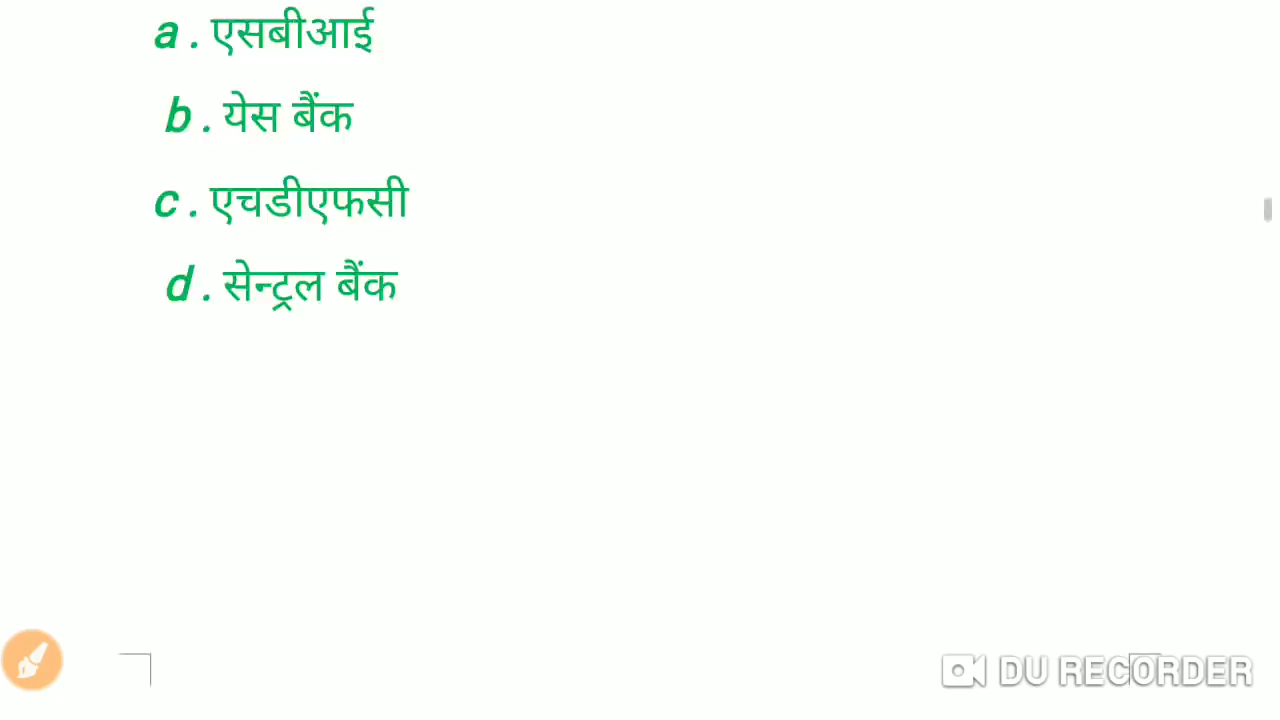 a . एसबीआई
b . येस बैंक
c . एचडीएफसी
d . सेन्ट्रल बैंक
DU RECORDER